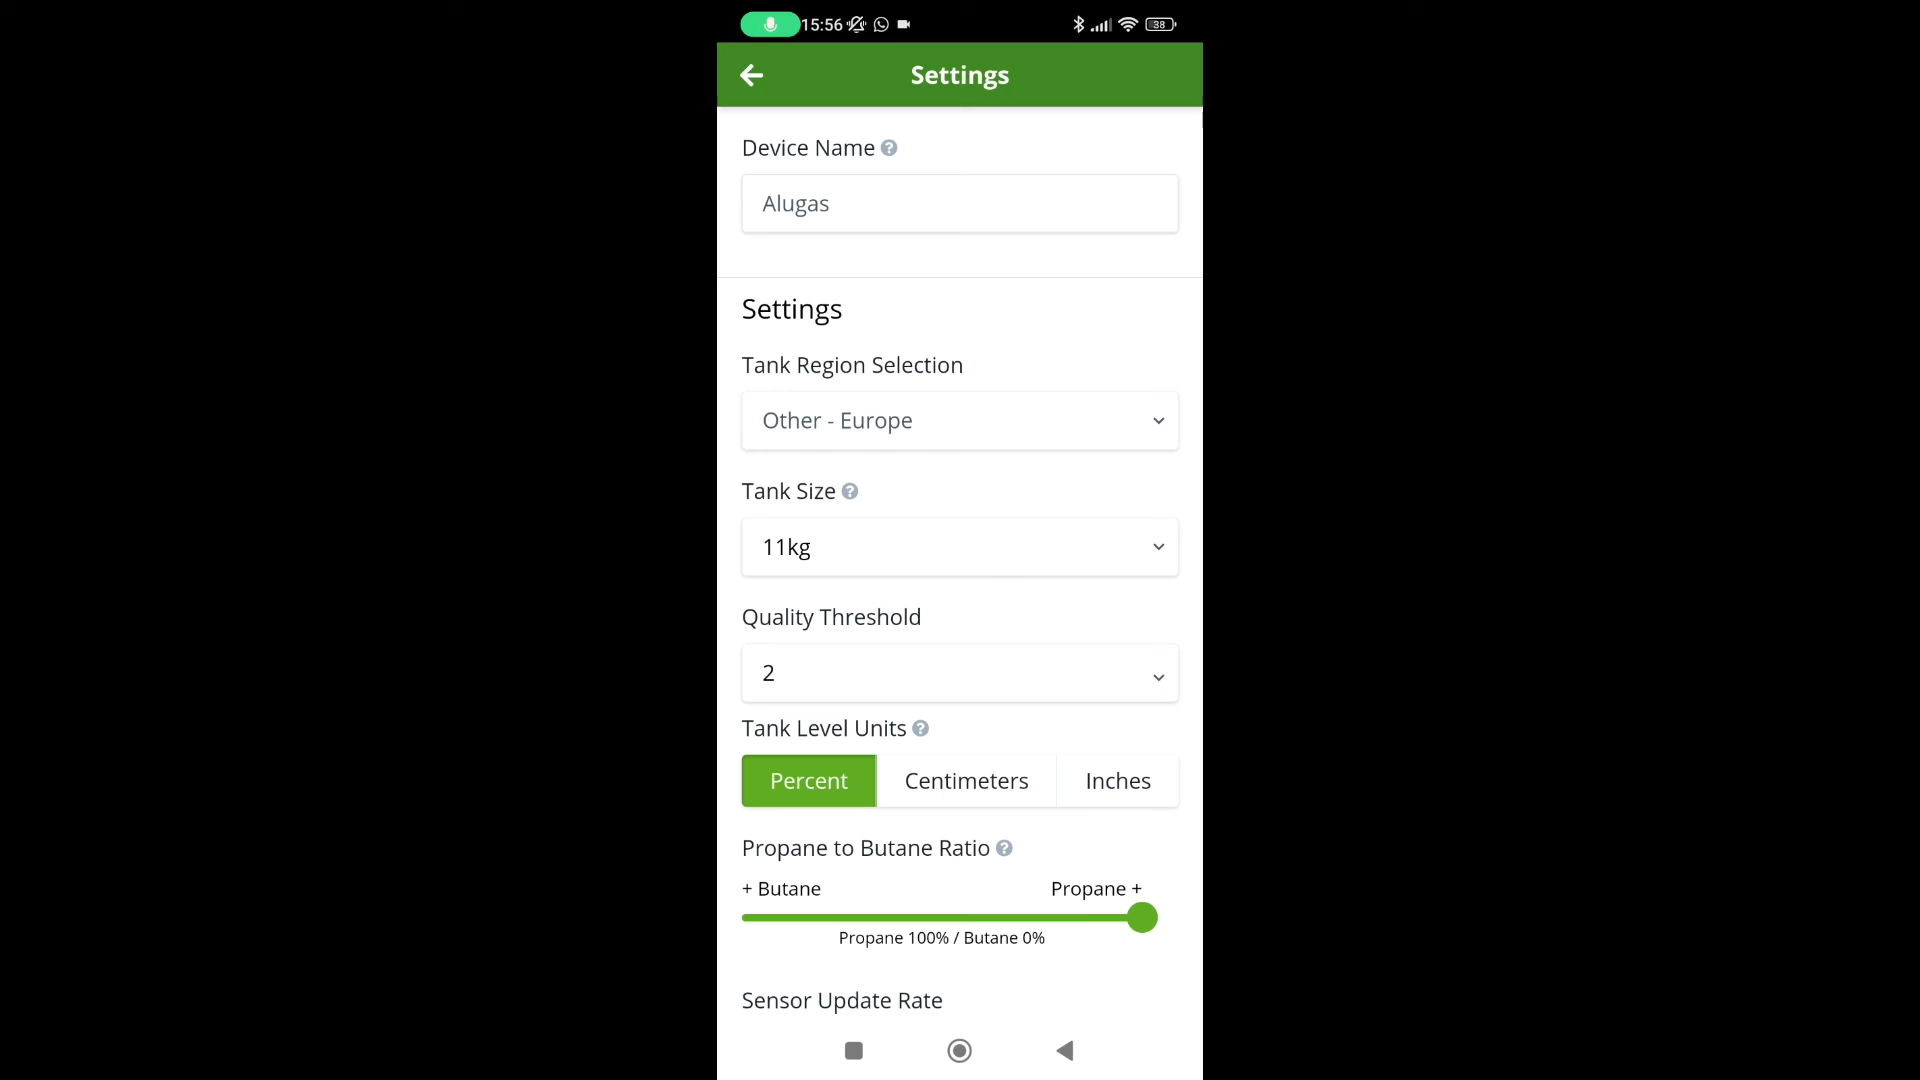 15:56
38
Settings
Device Name
Alugas
Settings
Tank Region Selection
Other - Europe
Tank Size
11kg
Quality Threshold
2
Tank Level Units
Percent Centimeters Inches
Propane to Butane Ratio
+ Butane Propane +
Propane 100% / Butane 0%
Sensor Update Rate